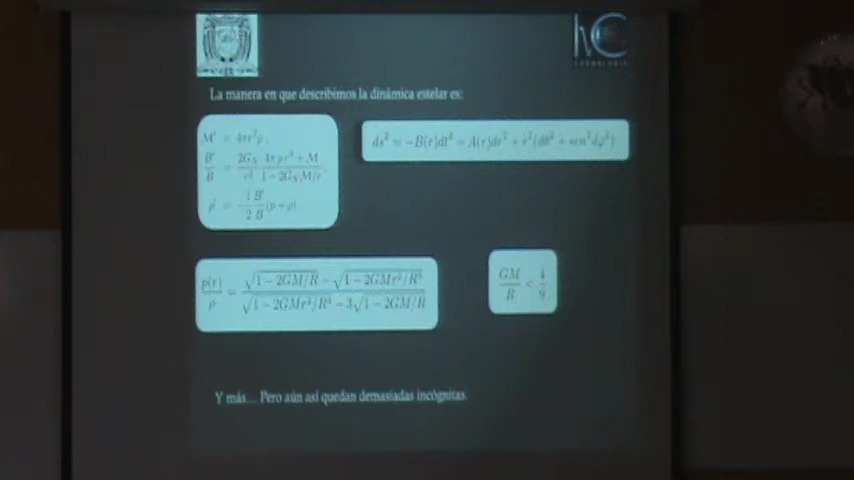 La manera en que describimos la dinámica estelar es:
M' = 4πr²ρ,
B'/B = 2G_N/r² (4πpr³ + M)/(1 − 2G_N M/r),
p' = −1/2 B'/B (p + ρ).
ds² = −B(r)dt² + A(r)dr² + r²(dθ² + sen²dφ²)
p(r)/ρ = (√(1 − 2GM/R) − √(1 − 2GMr²/R³))/(√(1 − 2GMr²/R³) − 3√(1 − 2GM/R))
GM/R < 4/9
Y más... Pero aún así quedan demasiadas incógnitas.